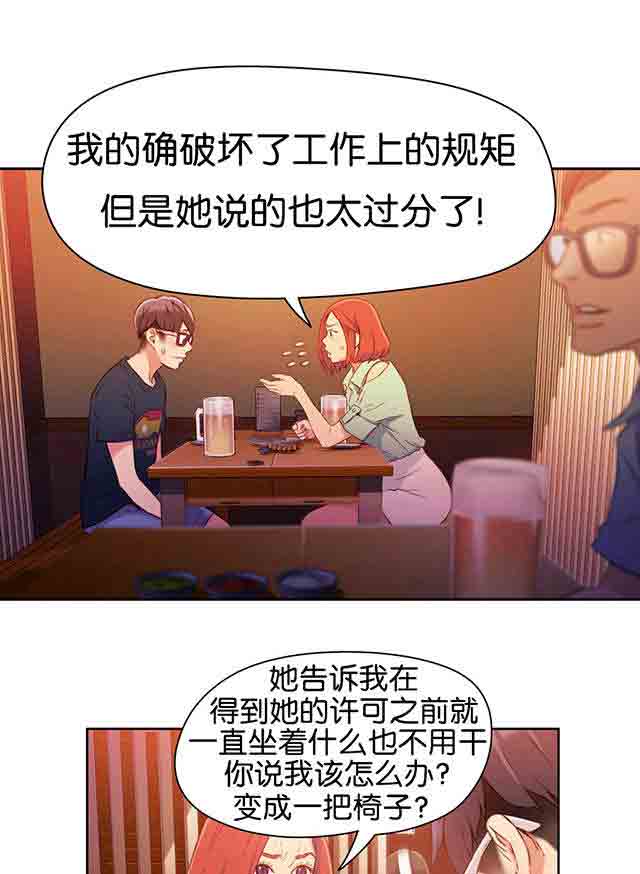 我的确破坏了工作上的规矩
但是她说的也太过分了!
她告诉我在
得到她的许可之前就
一直坐着什么也不用干
你说我该怎么办?
变成一把椅子?